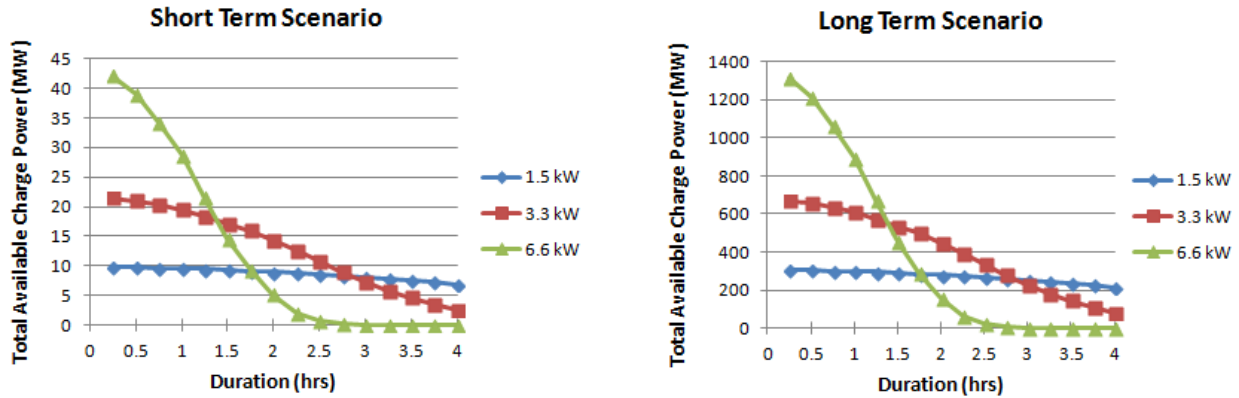 Short Term Scenario
Total Available Charge Power (MW)
45
40
35
30
25
20
15
10
5
0
0 0.5 1 1.5 2 2.5 3 3.5 4
Duration (hrs)
1.5 kW
3.3 kW
6.6 kW
Long Term Scenario
Total Available Charge Power (MW)
1400
1200
1000
800
600
400
200
0
0 0.5 1 1.5 2 2.5 3 3.5 4
Duration (hrs)
1.5 kW
3.3 kW
6.6 kW